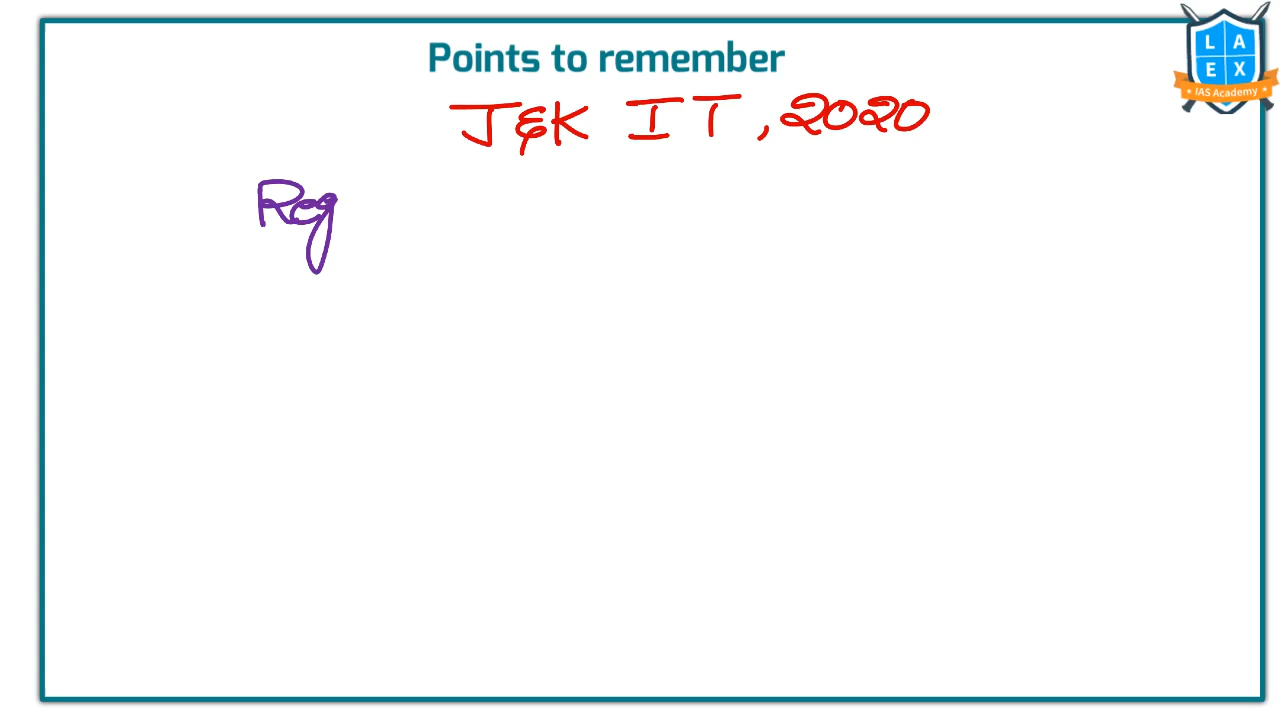 Points to remember
J&K IT, 2020
Reg
L A
E X
IAS Academy